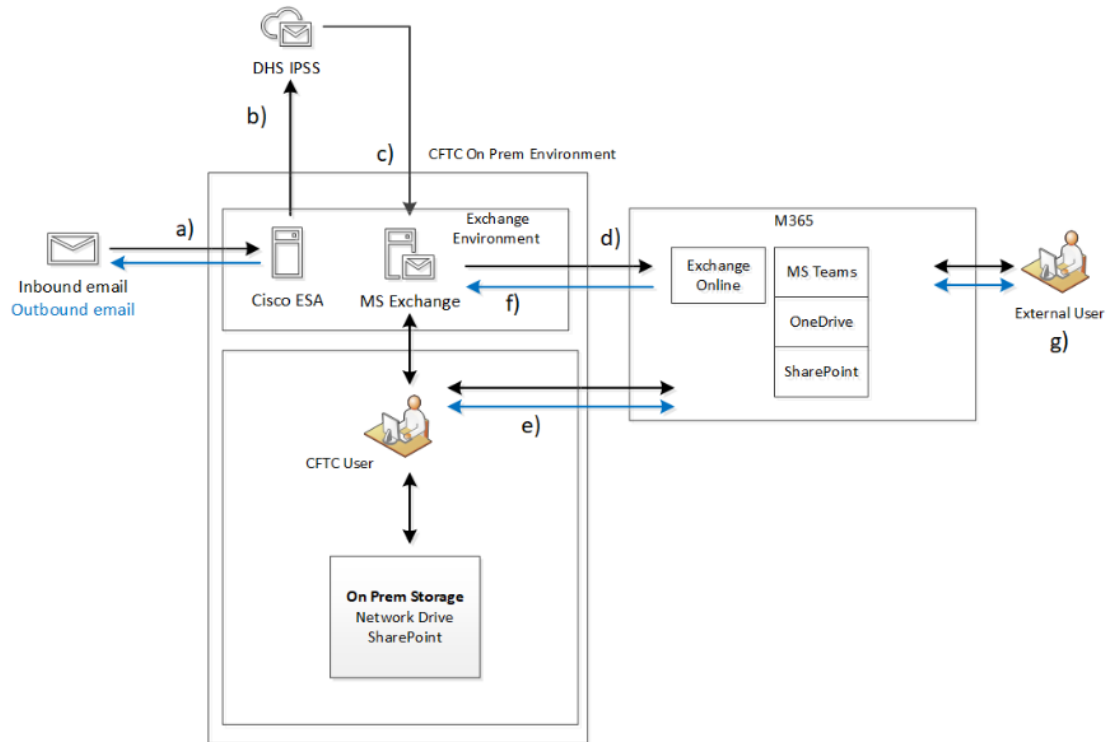 DHS IPSS
b)
c)
CFTC On Prem Environment
a)
Exchange
Environment
d)
M365
Inbound email
Outbound email
Cisco ESA
MS Exchange
f)
Exchange
Online
MS Teams
OneDrive
SharePoint
External User
g)
e)
CFTC User
On Prem Storage
Network Drive
SharePoint